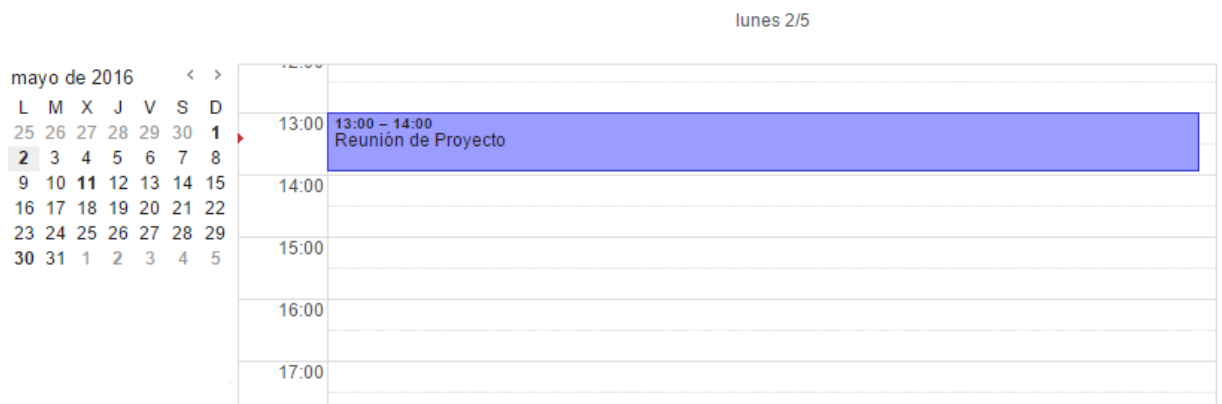 lunes 2/5
mayo de 2016 < >
L M X J V S D
25 26 27 28 29 30 1
2 3 4 5 6 7 8
9 10 11 12 13 14 15
16 17 18 19 20 21 22
23 24 25 26 27 28 29
30 31 1 2 3 4 5
13:00
13:00 – 14:00
Reunión de Proyecto
14:00
15:00
16:00
17:00